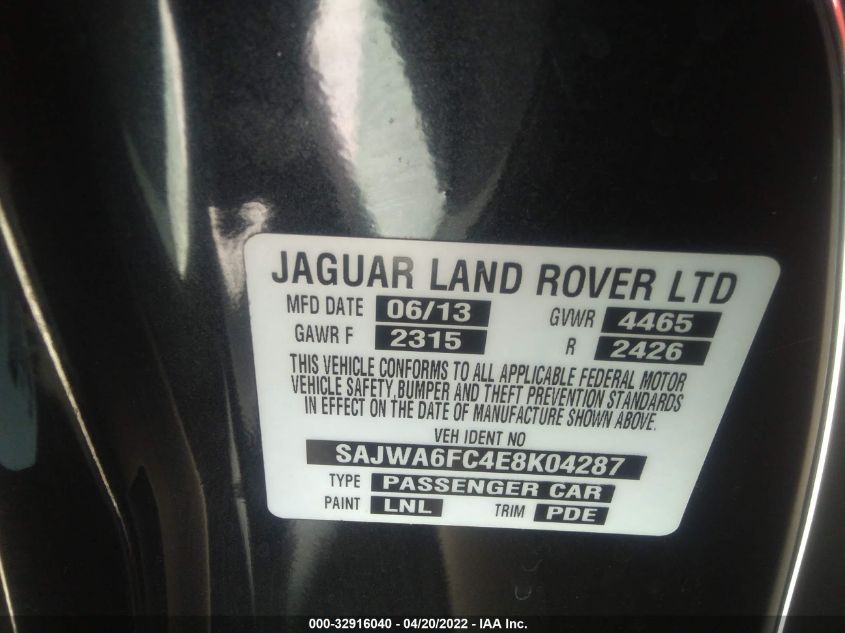 JAGUAR LAND ROVER LTD
MFD DATE 06/13 GVWR 4465
GAWR F 2315 R 2426
THIS VEHICLE CONFORMS TO ALL APPLICABLE FEDERAL MOTOR
VEHICLE SAFETY, BUMPER AND THEFT PREVENTION STANDARDS
IN EFFECT ON THE DATE OF MANUFACTURE SHOWN ABOVE.
VEH IDENT NO
SAJWA6FC4E8K04287
TYPE PASSENGER CAR
PAINT LNL TRIM PDE
000-32916040 - 04/20/2022 - IAA Inc.